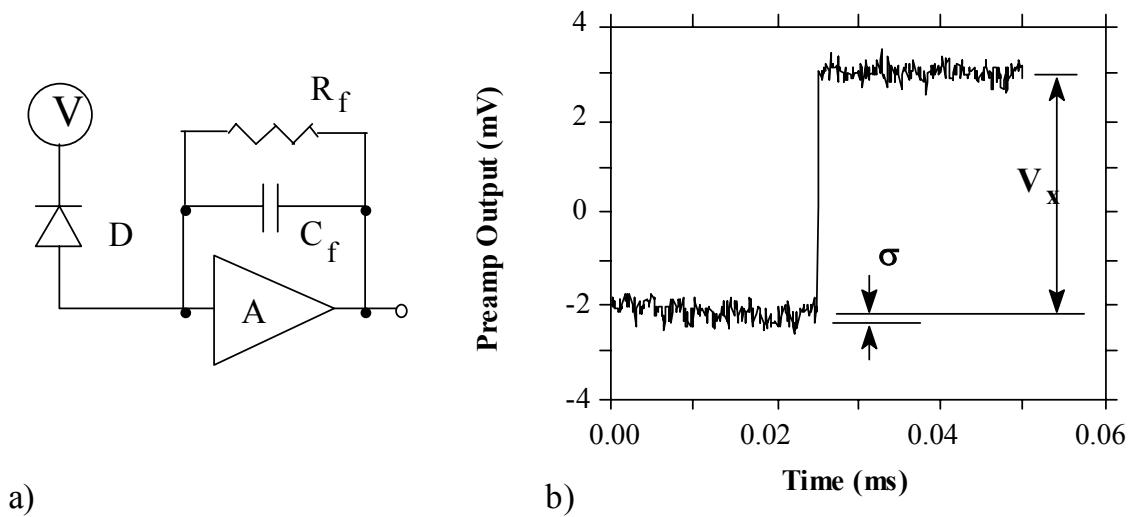 V
R f
D
C f
A
a)
Preamp Output (mV)
4
2
0
-2
-4
V x
σ
0.00 0.02 0.04 0.06
Time (ms)
b)